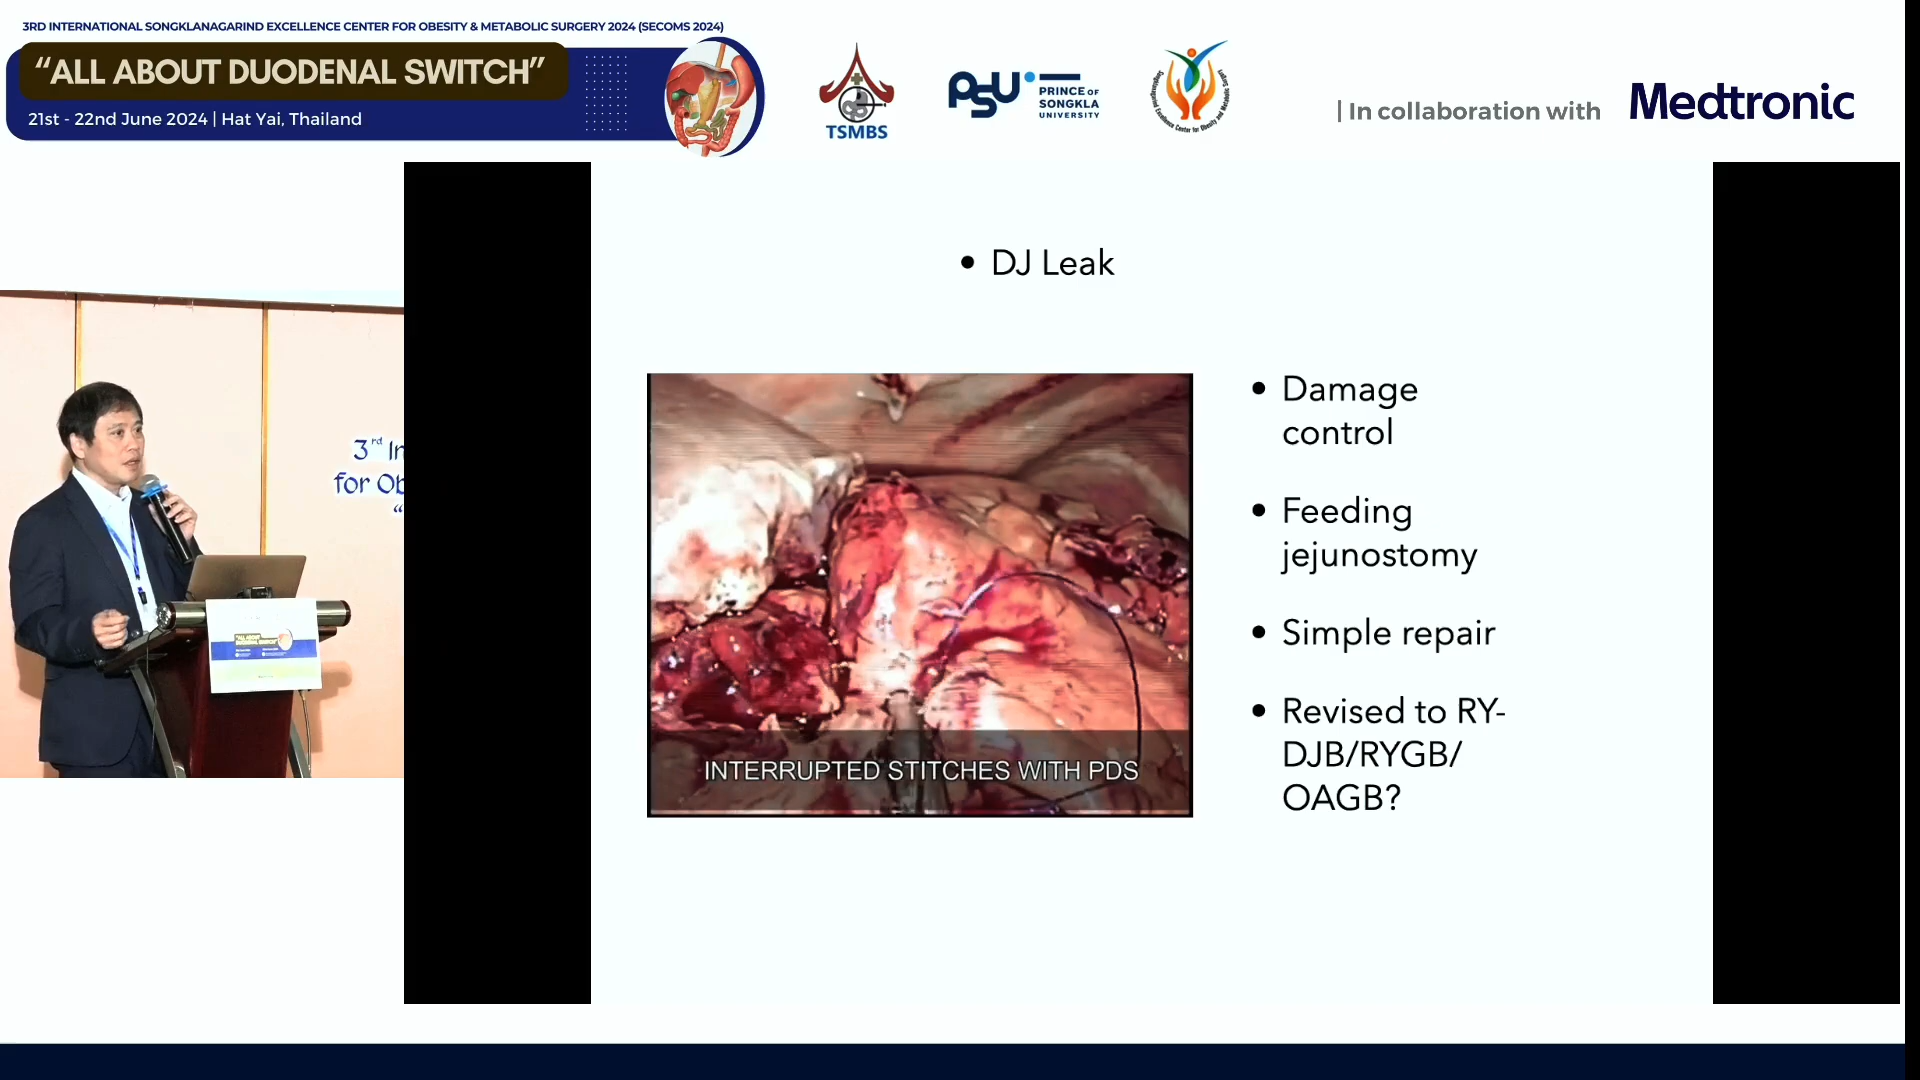 3RD INTERNATIONAL SONGKLANAGARIND EXCELLENCE CENTER FOR OBESITY & METABOLIC SURGERY 2024 (SECOMS 2024)
“ALL ABOUT DUODENAL SWITCH”
21st - 22nd June 2024 | Hat Yai, Thailand
TSMBS
PSU
PRINCE OF
SONGKLA
UNIVERSITY
| In collaboration with
Medtronic
• DJ Leak
INTERRUPTED STITCHES WITH PDS
• Damage
control
• Feeding
jejunostomy
• Simple repair
• Revised to RY-
DJB/RYGB/
OAGB?
3rd In
for Ob
“